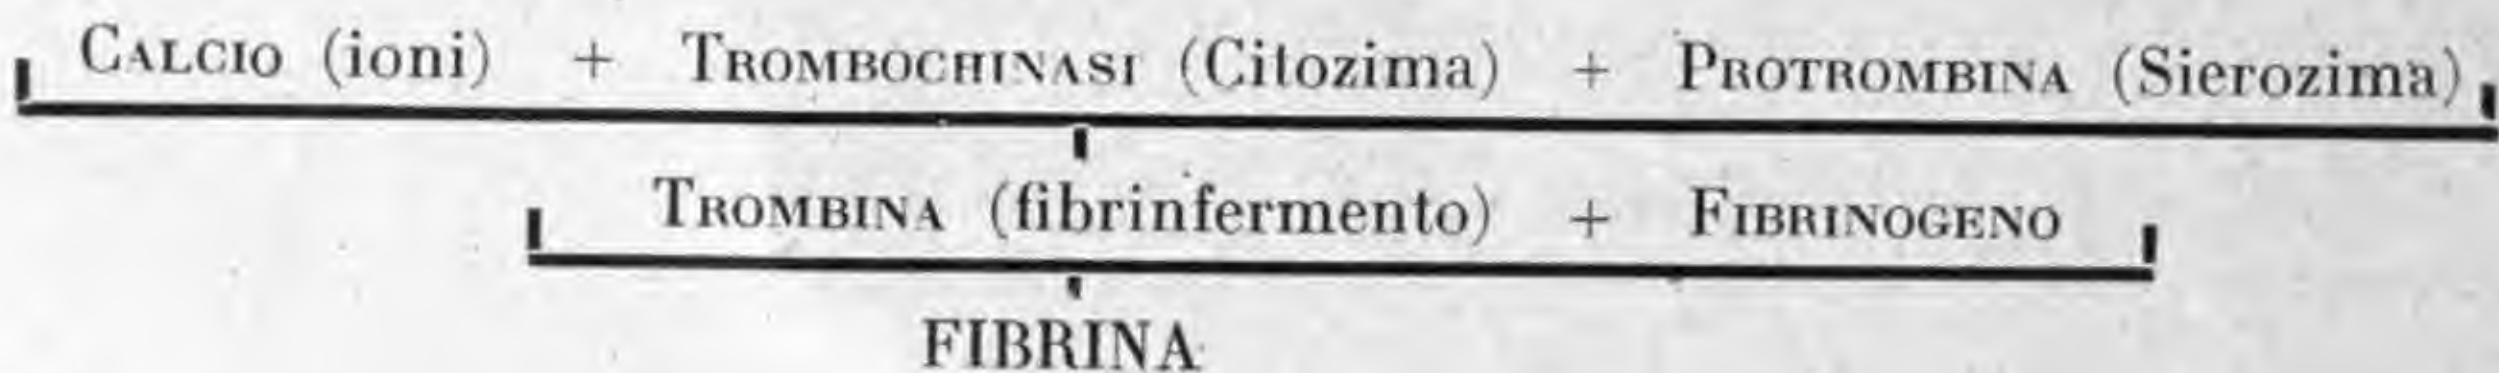 CALCIO (ioni) + TROMBOCHINASI (Citozima) + PROTROMBINA (Sierozima)
TROMBINA (fibrinfermento) + FIBRINOGENO
FIBRINA